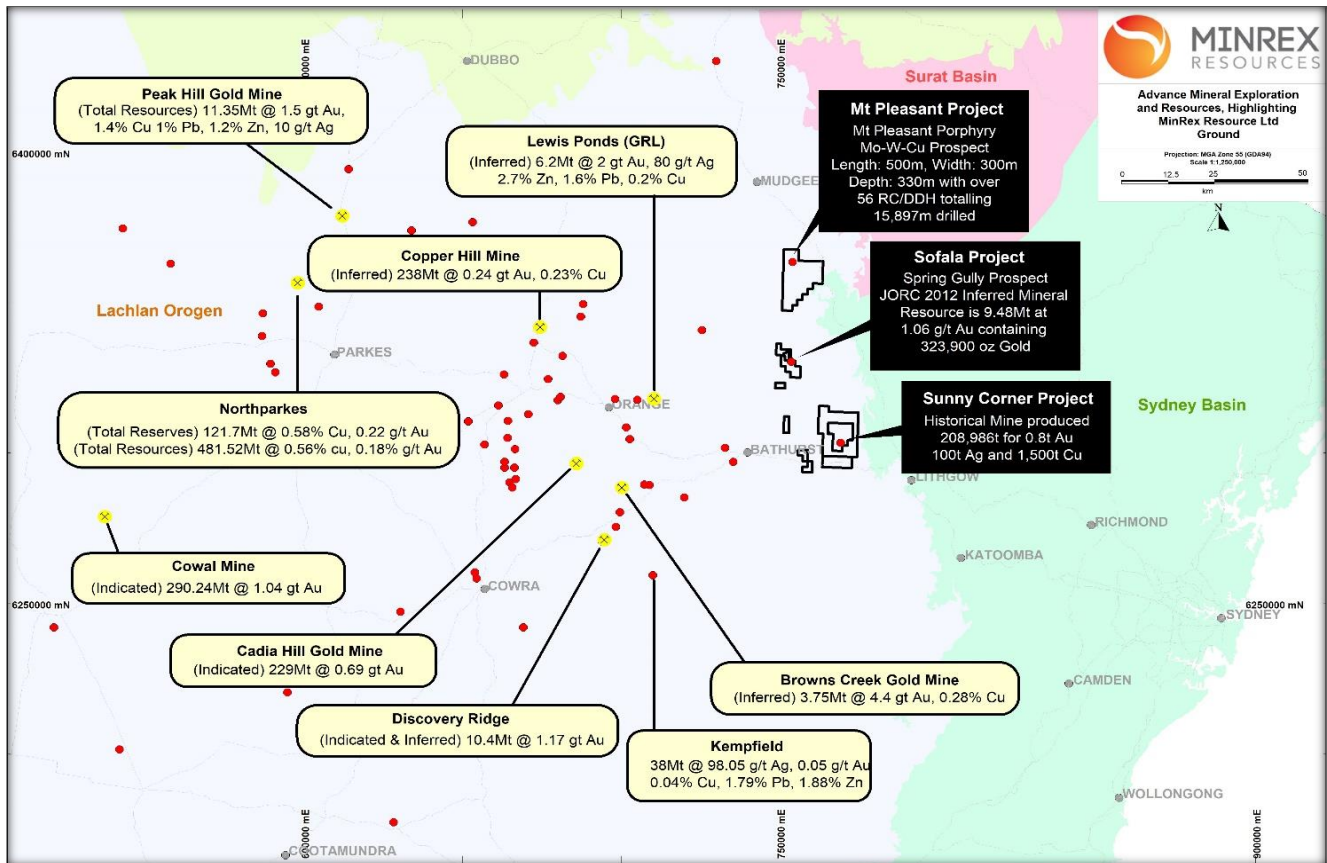 MINREX
RESOURCES
Advance Mineral Exploration
and Resources, Highlighting
MinRex Resource Ltd
Ground
Projection: MGA Zone 55 (GDA94)
Scale 1:1,250,000
0 12.5 25 50
km
N
750000 mE
DUBBO
Surat Basin
Peak Hill Gold Mine
(Total Resources) 11.35Mt @ 1.5 gt Au,
1.4% Cu 1% Pb, 1.2% Zn, 10 g/t Ag
Mt Pleasant Project
Mt Pleasant Porphyry
Mo-W-Cu Prospect
Length: 500m, Width: 300m
Depth: 330m with over
56 RC/DDH totalling
15,897m drilled
Lewis Ponds (GRL)
(Inferred) 6.2Mt @ 2 gt Au, 80 g/t Ag
2.7% Zn, 1.6% Pb, 0.2% Cu
6400000 mN
MUDGEE
Copper Hill Mine
(Inferred) 238Mt @ 0.24 gt Au, 0.23% Cu
Sofala Project
Spring Gully Prospect
JORC 2012 Inferred Mineral
Resource is 9.48Mt at
1.06 g/t Au containing
323,900 oz Gold
Lachlan Orogen
PARKES
Northparkes
(Total Reserves) 121.7Mt @ 0.58% Cu, 0.22 g/t Au
(Total Resources) 481.52Mt @ 0.56% cu, 0.18% g/t Au
ORANGE
Sunny Corner Project
Historical Mine produced
208,986t for 0.8t Au
100t Ag and 1,500t Cu
Sydney Basin
BATHURST
LITHGOW
RICHMOND
KATOOMBA
Cowal Mine
(Indicated) 290.24Mt @ 1.04 gt Au
COWRA
6250000 mN
6250000 mN
SYDNEY
Cadia Hill Gold Mine
(Indicated) 229Mt @ 0.69 gt Au
Browns Creek Gold Mine
(Inferred) 3.75Mt @ 4.4 gt Au, 0.28% Cu
CAMDEN
Discovery Ridge
(Indicated & Inferred) 10.4Mt @ 1.17 gt Au
Kempfield
38Mt @ 98.05 g/t Ag, 0.05 g/t Au
0.04% Cu, 1.79% Pb, 1.88% Zn
WOLLONGONG
600000 mE
750000 mE
900000 mE
COOTAMUNDRA